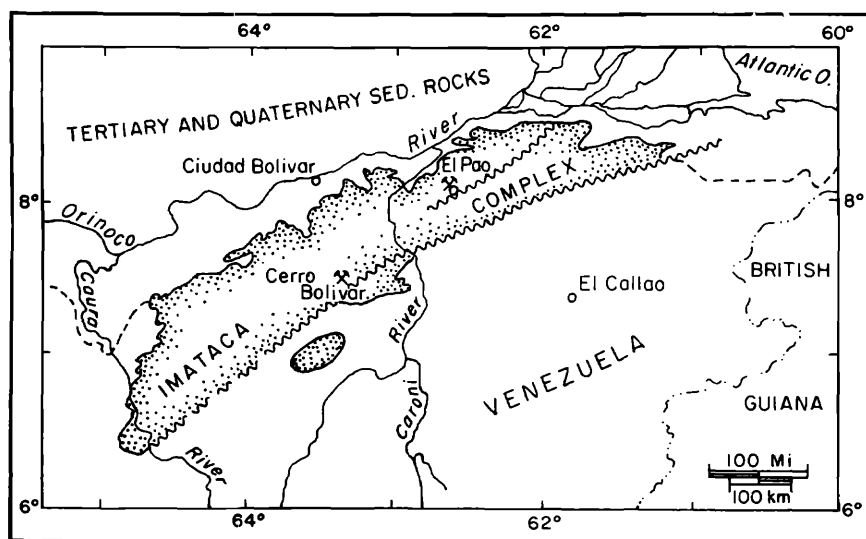 64°
62°
60°
Atlantic O.
TERTIARY AND QUATERNARY SED. ROCKS
River
Ciudad Bolivar
El Pao
8°
8°
COMPLEX
Orinoco
Caura
Cerro
Bolivar
El Callao
BRITISH
IMATACA
River
VENEZUELA
Caroni
GUIANA
River
100 Mi
100 km
6°
6°
64°
62°